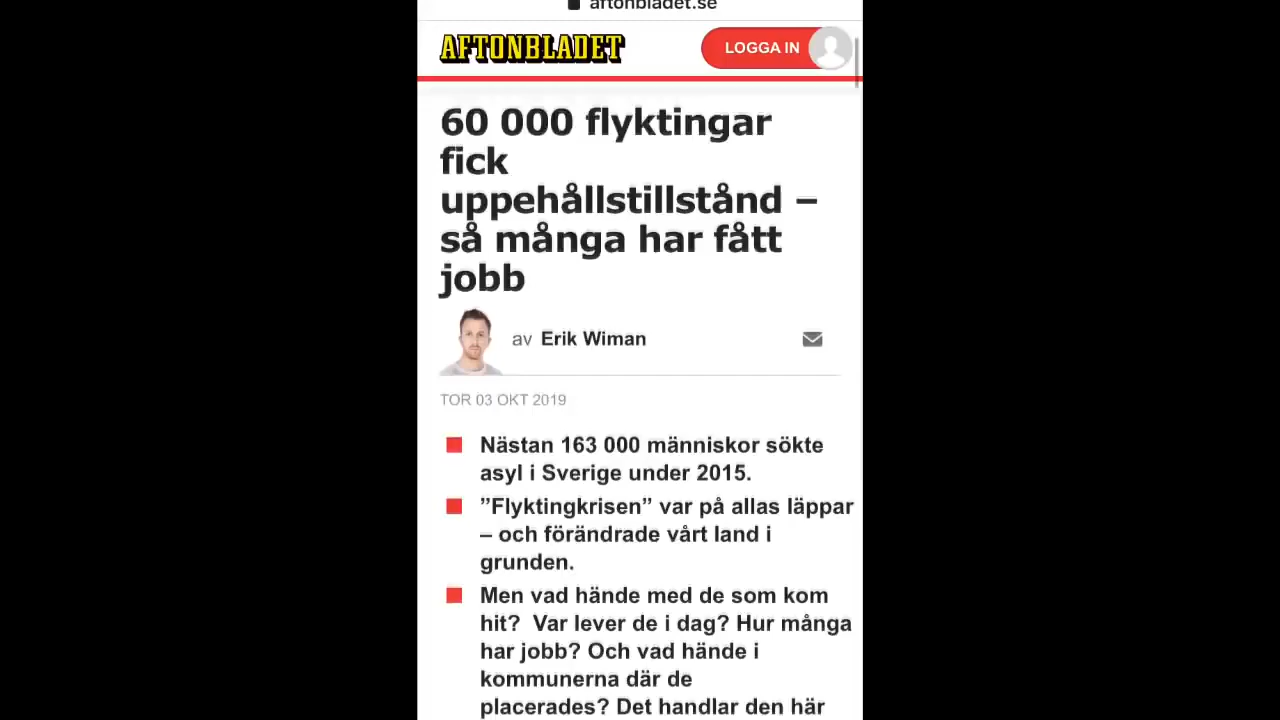 aftonbladet.se
AFTONBLADET
LOGGA IN
60 000 flyktingar
fick
uppehållstillstånd –
så många har fått
jobb
av Erik Wiman
TOR 03 OKT 2019
Nästan 163 000 människor sökte
asyl i Sverige under 2015.
”Flyktingkrisen” var på allas läppar
– och förändrade vårt land i
grunden.
Men vad hände med de som kom
hit? Var lever de i dag? Hur många
har jobb? Och vad hände i
kommunerna där de
placerades? Det handlar den här